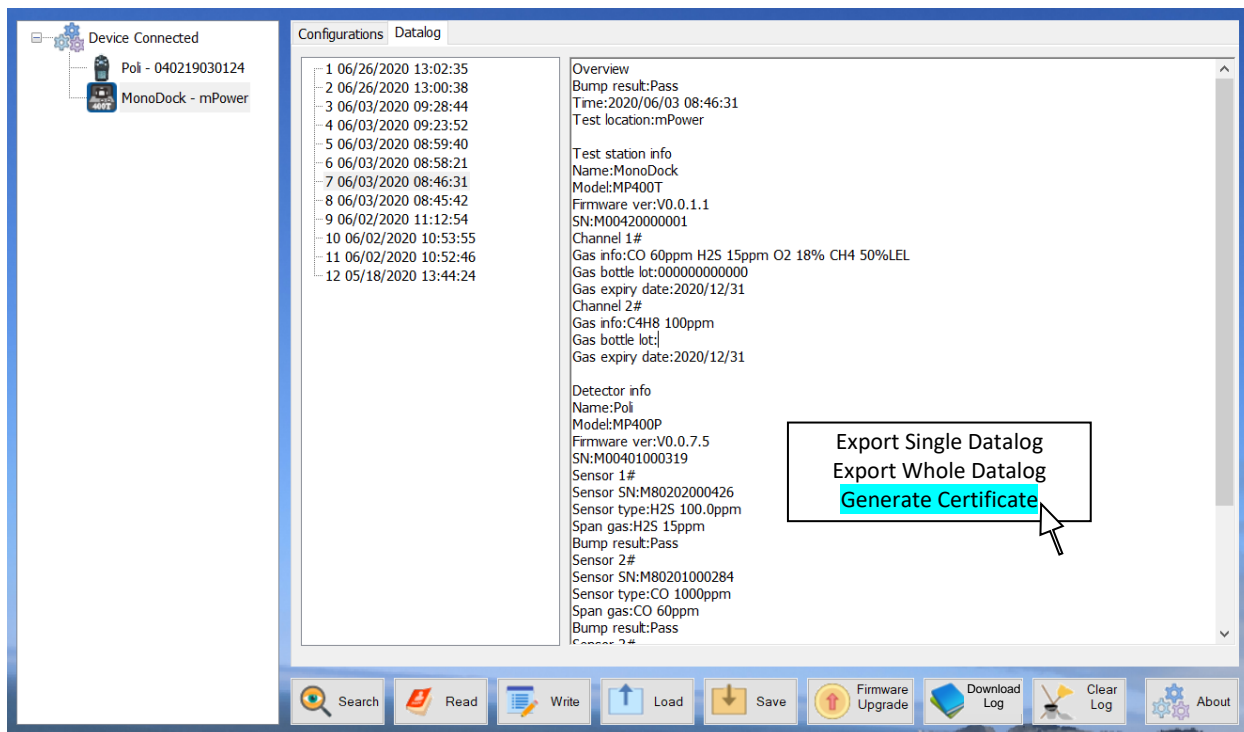 Device Connected
Poli - 040219030124
400T
MonoDock - mPower
Configurations Datalog
1 06/26/2020 13:02:35
2 06/26/2020 13:00:38
3 06/03/2020 09:28:44
4 06/03/2020 09:23:52
5 06/03/2020 08:59:40
6 06/03/2020 08:58:21
7 06/03/2020 08:46:31
8 06/03/2020 08:45:42
9 06/02/2020 11:12:54
10 06/02/2020 10:53:55
11 06/02/2020 10:52:46
12 05/18/2020 13:44:24
Overview
Bump result:Pass
Time:2020/06/03 08:46:31
Test location:mPower
Test station info
Name:MonoDock
Model:MP400T
Firmware ver:V0.0.1.1
SN:M00420000001
Channel 1#
Gas info:CO 60ppm H2S 15ppm O2 18% CH4 50%LEL
Gas bottle lot:000000000000
Gas expiry date:2020/12/31
Channel 2#
Gas info:C4H8 100ppm
Gas bottle lot:
Gas expiry date:2020/12/31
Detector info
Name:Poli
Model:MP400P
Firmware ver:V0.0.7.5
SN:M00401000319
Sensor 1#
Sensor SN:M80202000426
Sensor type:H2S 100.0ppm
Span gas:H2S 15ppm
Bump result:Pass
Sensor 2#
Sensor SN:M80201000284
Sensor type:CO 1000ppm
Span gas:CO 60ppm
Bump result:Pass
Sensor 3#
Export Single Datalog
Export Whole Datalog
Generate Certificate
Search
Read
Write
Load
Save
Firmware
Upgrade
Download
Log
Clear
Log
About